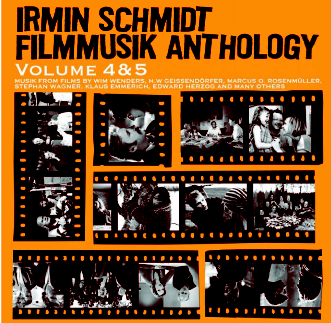 IRMIN SCHMIDT
FILMMUSIK ANTHOLOGY
VOLUME 4&5
MUSIK FROM FILMS BY WIM WENDERS, H.W GEISSENDÖRFER, MARCUS O. ROSENMÜLLER,
STEPHAN WAGNER, KLAUS EMMERICH, EDWARD HERZOG AND MANY OTHERS